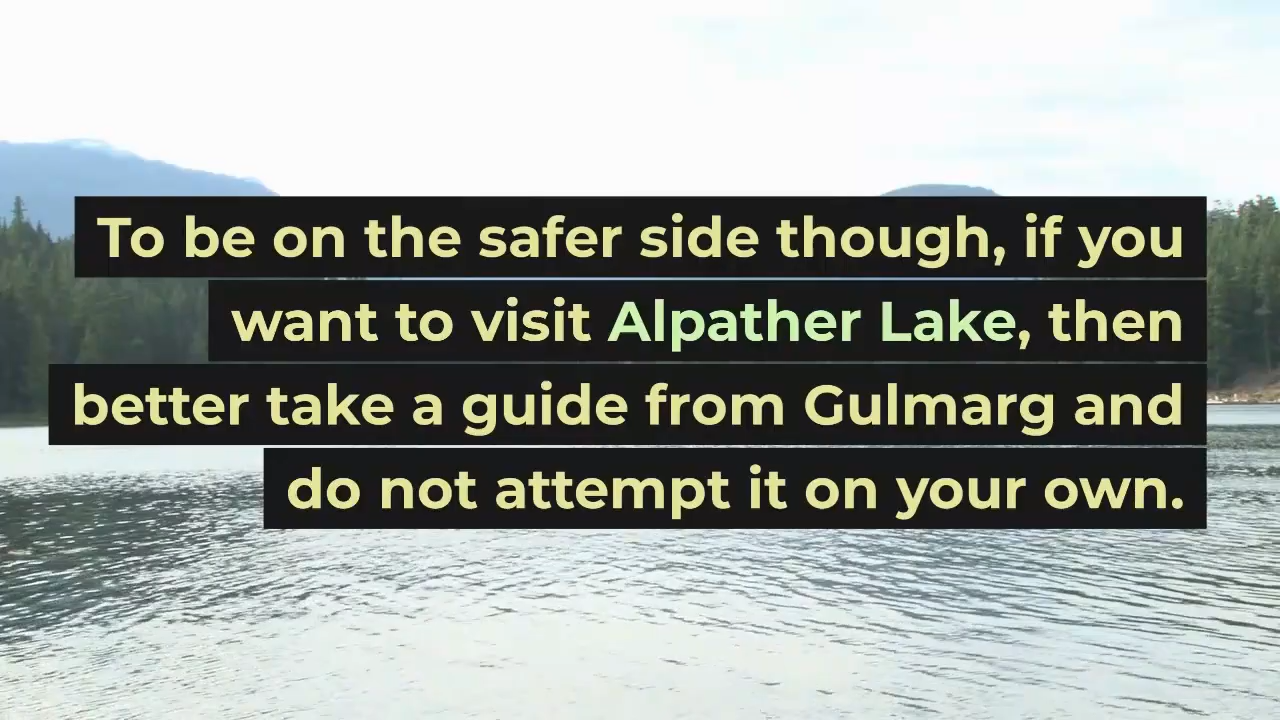 To be on the safer side though, if you
want to visit Alpather Lake, then
better take a guide from Gulmarg and
do not attempt it on your own.